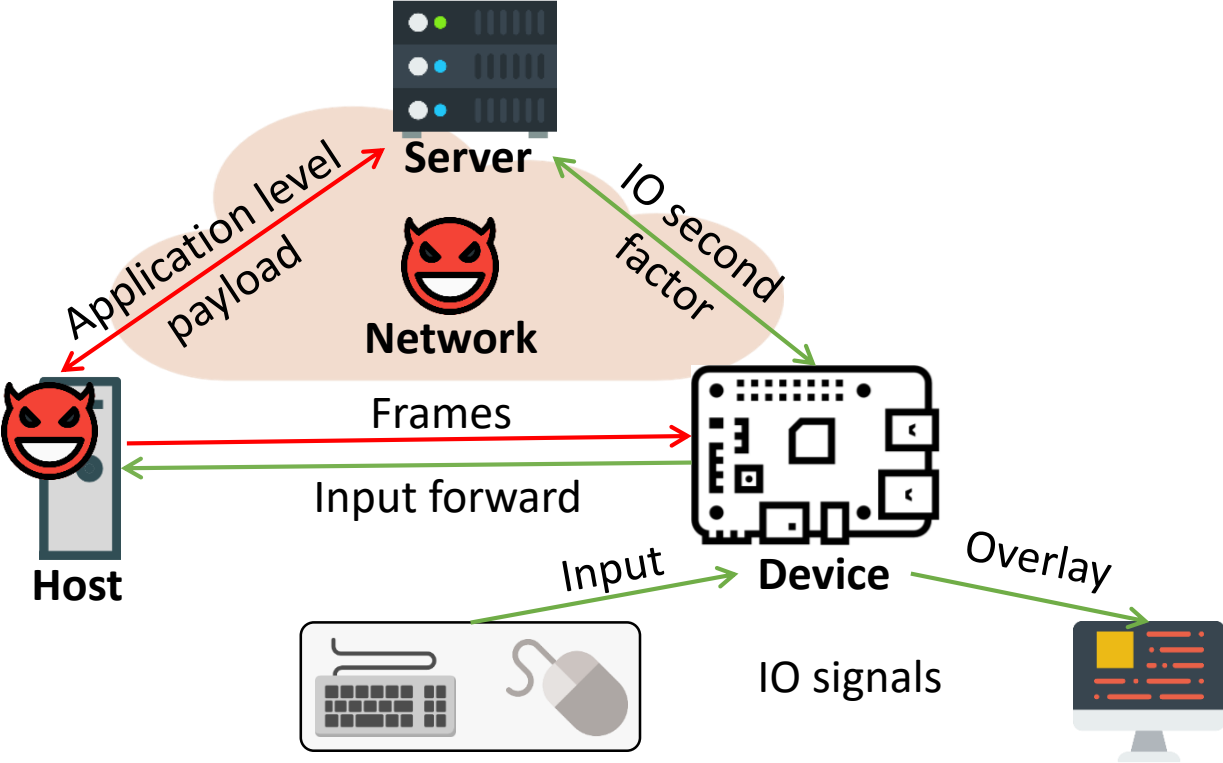 Server
Application level
payload
IO second
factor
Network
Frames
Input forward
Host
Input
Device
Overlay
IO signals